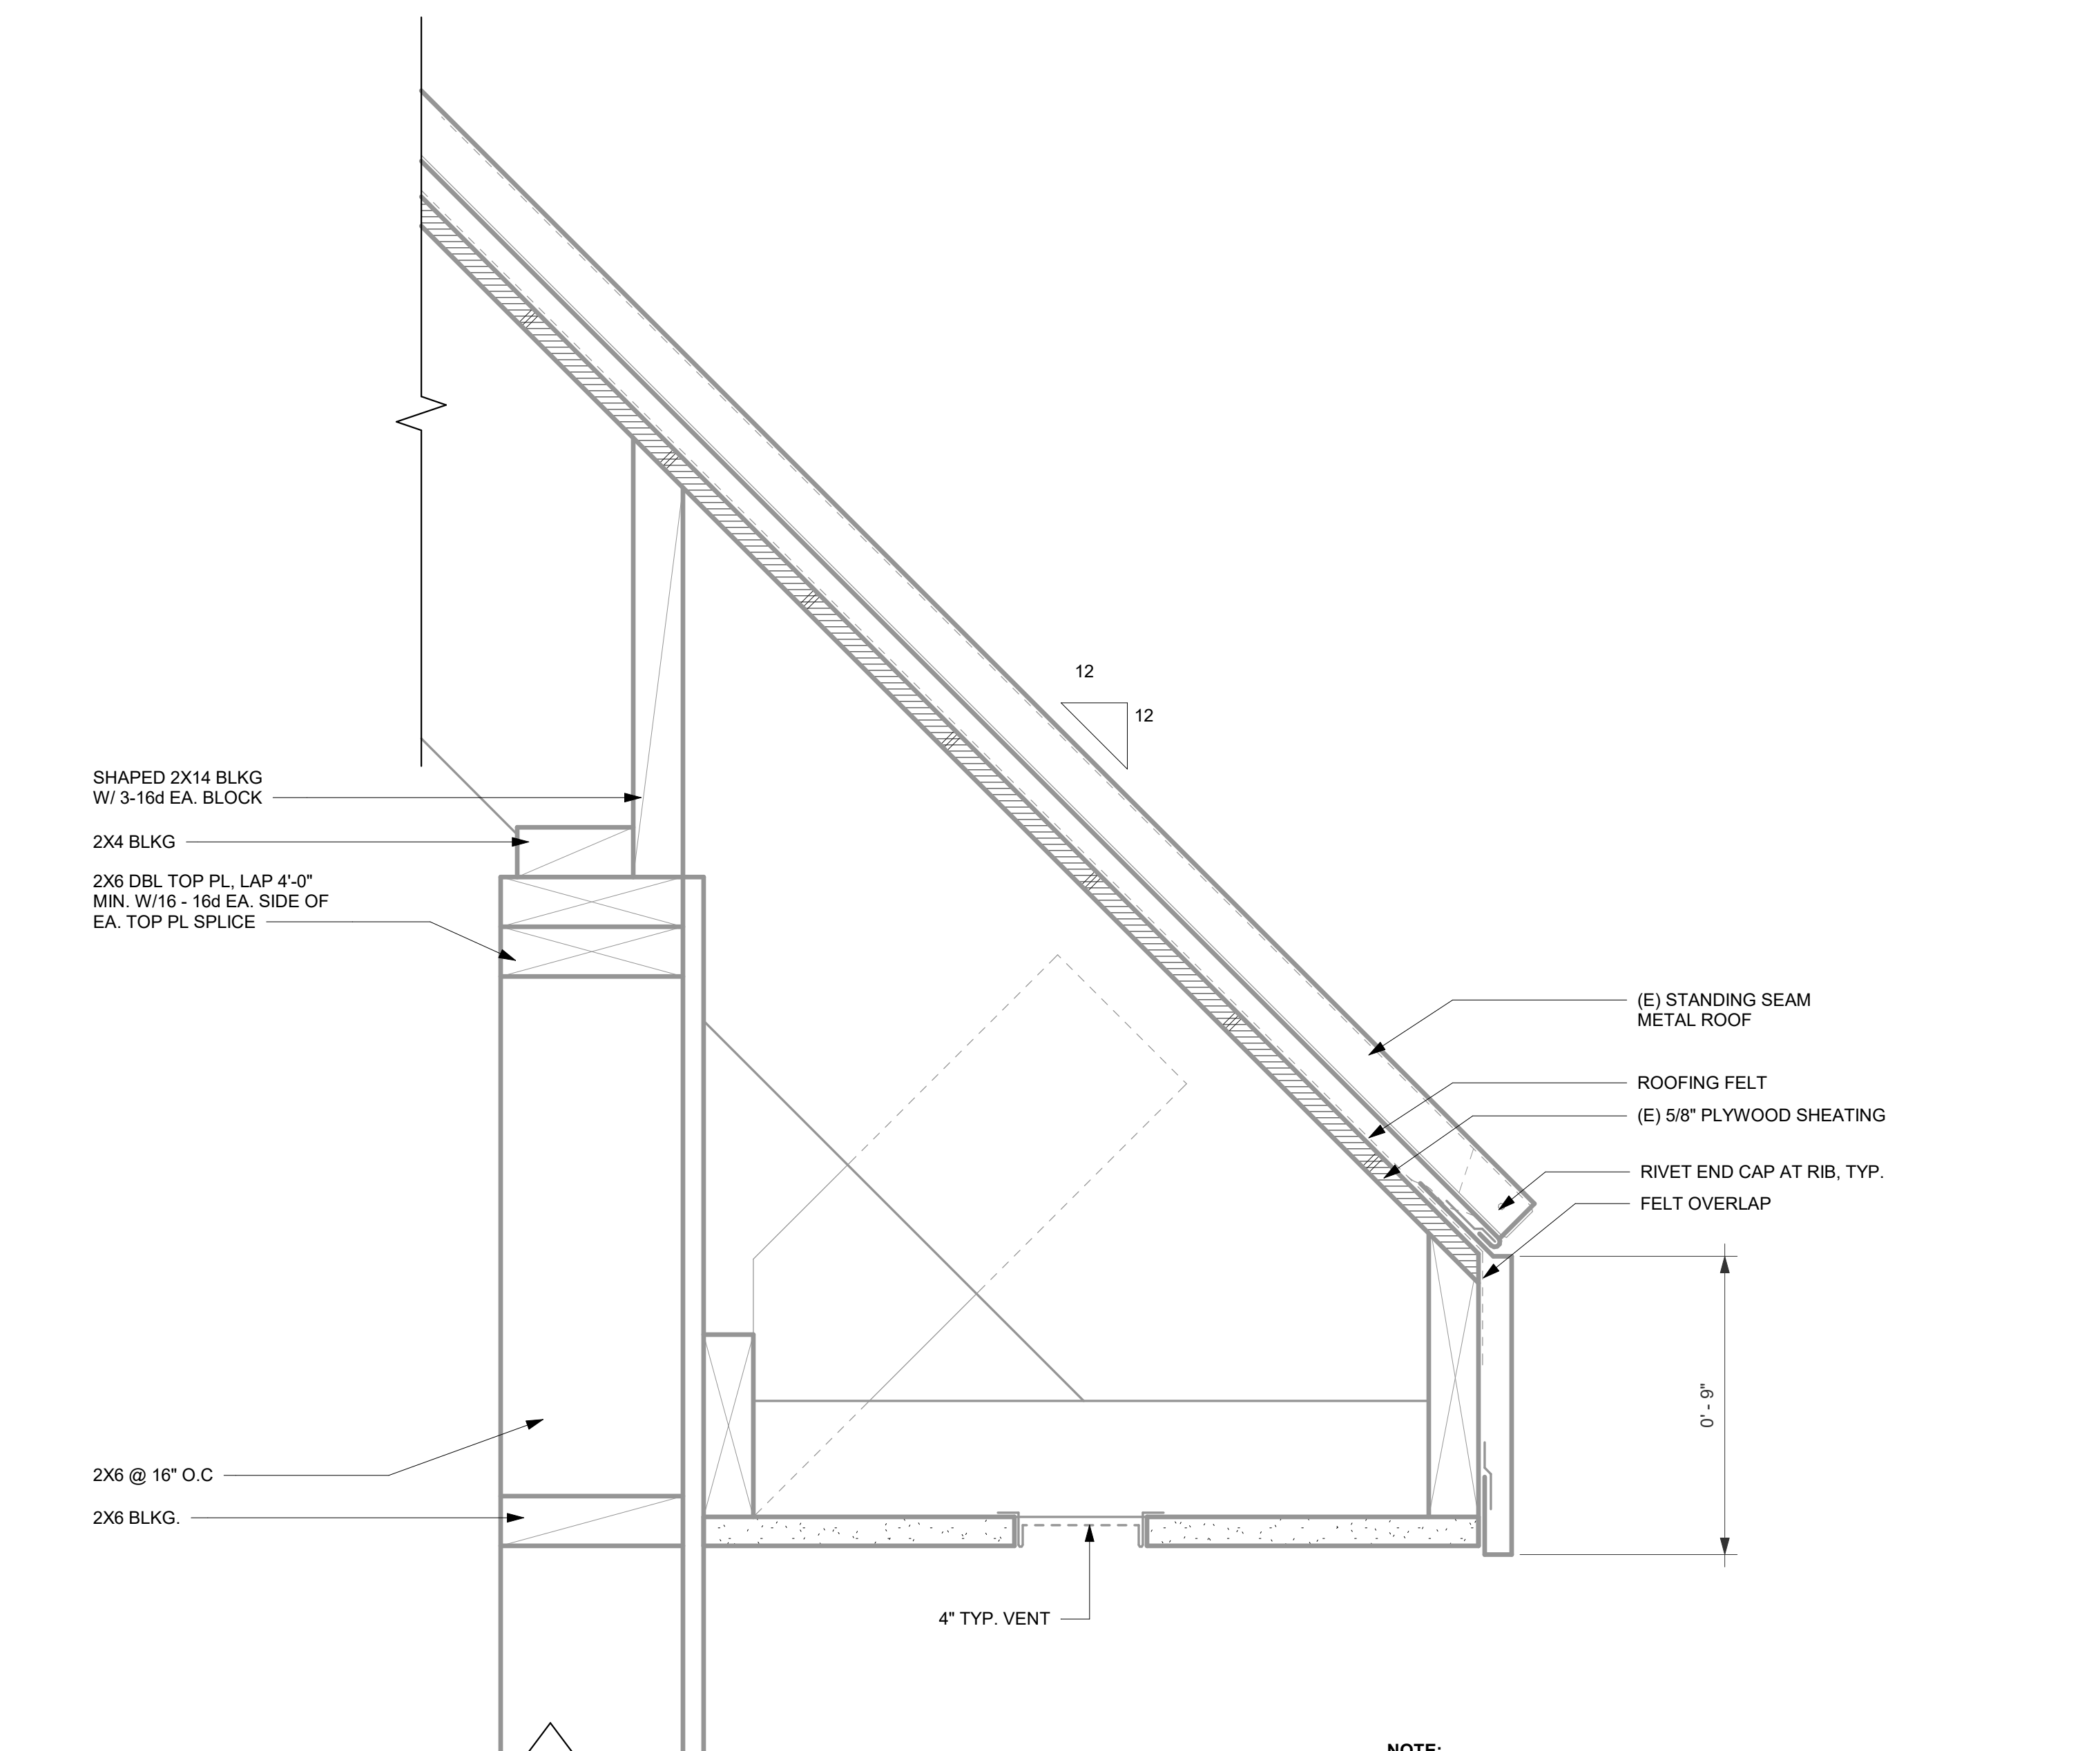 12
12
SHAPED 2X14 BLKG
W/ 3-16d EA. BLOCK
2X4 BLKG
2X6 DBL TOP PL, LAP 4'-0"
MIN. W/16 - 16d EA. SIDE OF
EA. TOP PL SPLICE
(E) STANDING SEAM
METAL ROOF
ROOFING FELT
(E) 5/8" PLYWOOD SHEATING
RIVET END CAP AT RIB, TYP.
FELT OVERLAP
0' - 9"
2X6 @ 16" O.C
2X6 BLKG.
4" TYP. VENT
NOTE: